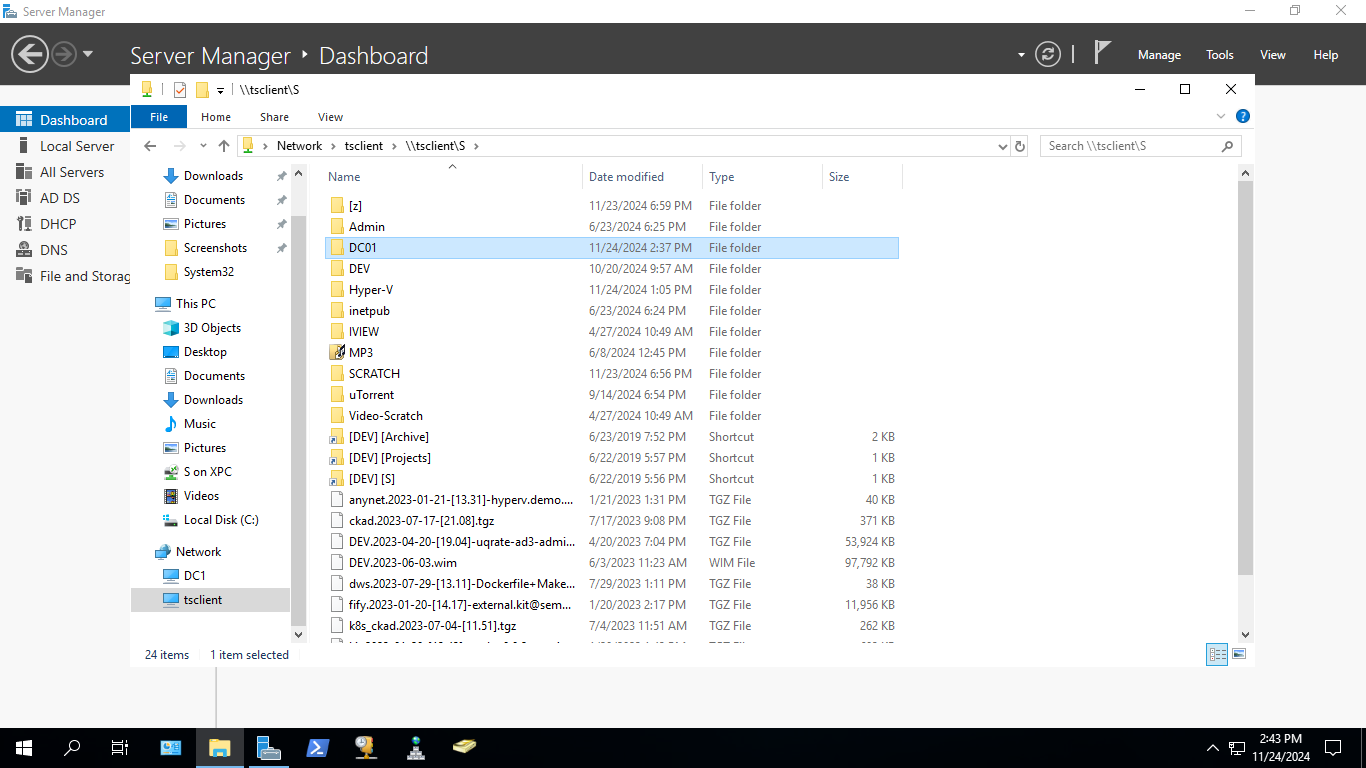 Server Manager
Server Manager Dashboard
Manage Tools View Help
Dashboard
Local Server
All Servers
AD DS
DHCP
DNS
File and Storag
\\tsclient\S
File Home Share View
Network tsclient \\tsclient\S
Search \\tsclient\S
Downloads
Documents
Pictures
Screenshots
System32
This PC
3D Objects
Desktop
Documents
Downloads
Music
Pictures
S on XPC
Videos
Local Disk (C:)
Network
DC1
tsclient
Name Date modified Type Size
[z] 11/23/2024 6:59 PM File folder
Admin 6/23/2024 6:25 PM File folder
DC01 11/24/2024 2:37 PM File folder
DEV 10/20/2024 9:57 AM File folder
Hyper-V 11/24/2024 1:05 PM File folder
inetpub 6/23/2024 6:24 PM File folder
IVIEW 4/27/2024 10:49 AM File folder
MP3 6/8/2024 12:45 PM File folder
SCRATCH 11/23/2024 6:56 PM File folder
uTorrent 9/14/2024 6:54 PM File folder
Video-Scratch 4/27/2024 10:49 AM File folder
[DEV] [Archive] 6/23/2019 7:52 PM Shortcut 2 KB
[DEV] [Projects] 6/22/2019 5:57 PM Shortcut 1 KB
[DEV] [S] 6/22/2019 5:56 PM Shortcut 1 KB
anynet.2023-01-21-[13.31]-hyperv.demo.... 1/21/2023 1:31 PM TGZ File 40 KB
ckad.2023-07-17-[21.08].tgz 7/17/2023 9:08 PM TGZ File 371 KB
DEV.2023-04-20-[19.04]-uqrate-ad3-admi... 4/20/2023 7:04 PM TGZ File 53,924 KB
DEV.2023-06-03.wim 6/3/2023 11:23 AM WIM File 97,792 KB
dws.2023-07-29-[13.11]-Dockerfile+Make... 7/29/2023 1:11 PM TGZ File 38 KB
fify.2023-01-20-[14.17]-external.kit@sem... 1/20/2023 2:17 PM TGZ File 11,956 KB
k8s_ckad.2023-07-04-[11.51].tgz 7/4/2023 11:51 AM TGZ File 262 KB
24 items 1 item selected
2:43 PM
11/24/2024